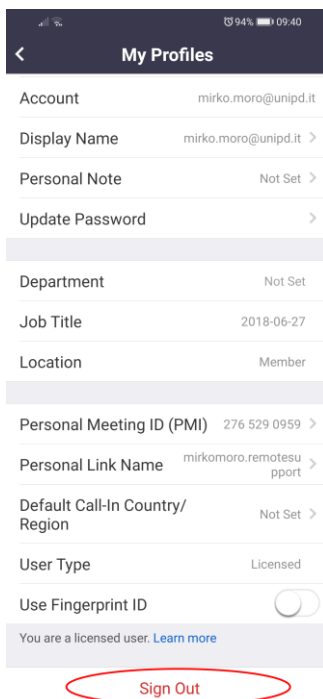 94% 09:40
My Profiles
Account mirko.moro@unipd.it
Display Name mirko.moro@unipd.it
Personal Note Not Set
Update Password
Department Not Set
Job Title 2018-06-27
Location Member
Personal Meeting ID (PMI) 276 529 0959
Personal Link Name mirkomoro.remotesu
pport
Default Call-In Country/
Region Not Set
User Type Licensed
Use Fingerprint ID
You are a licensed user. Learn more
Sign Out